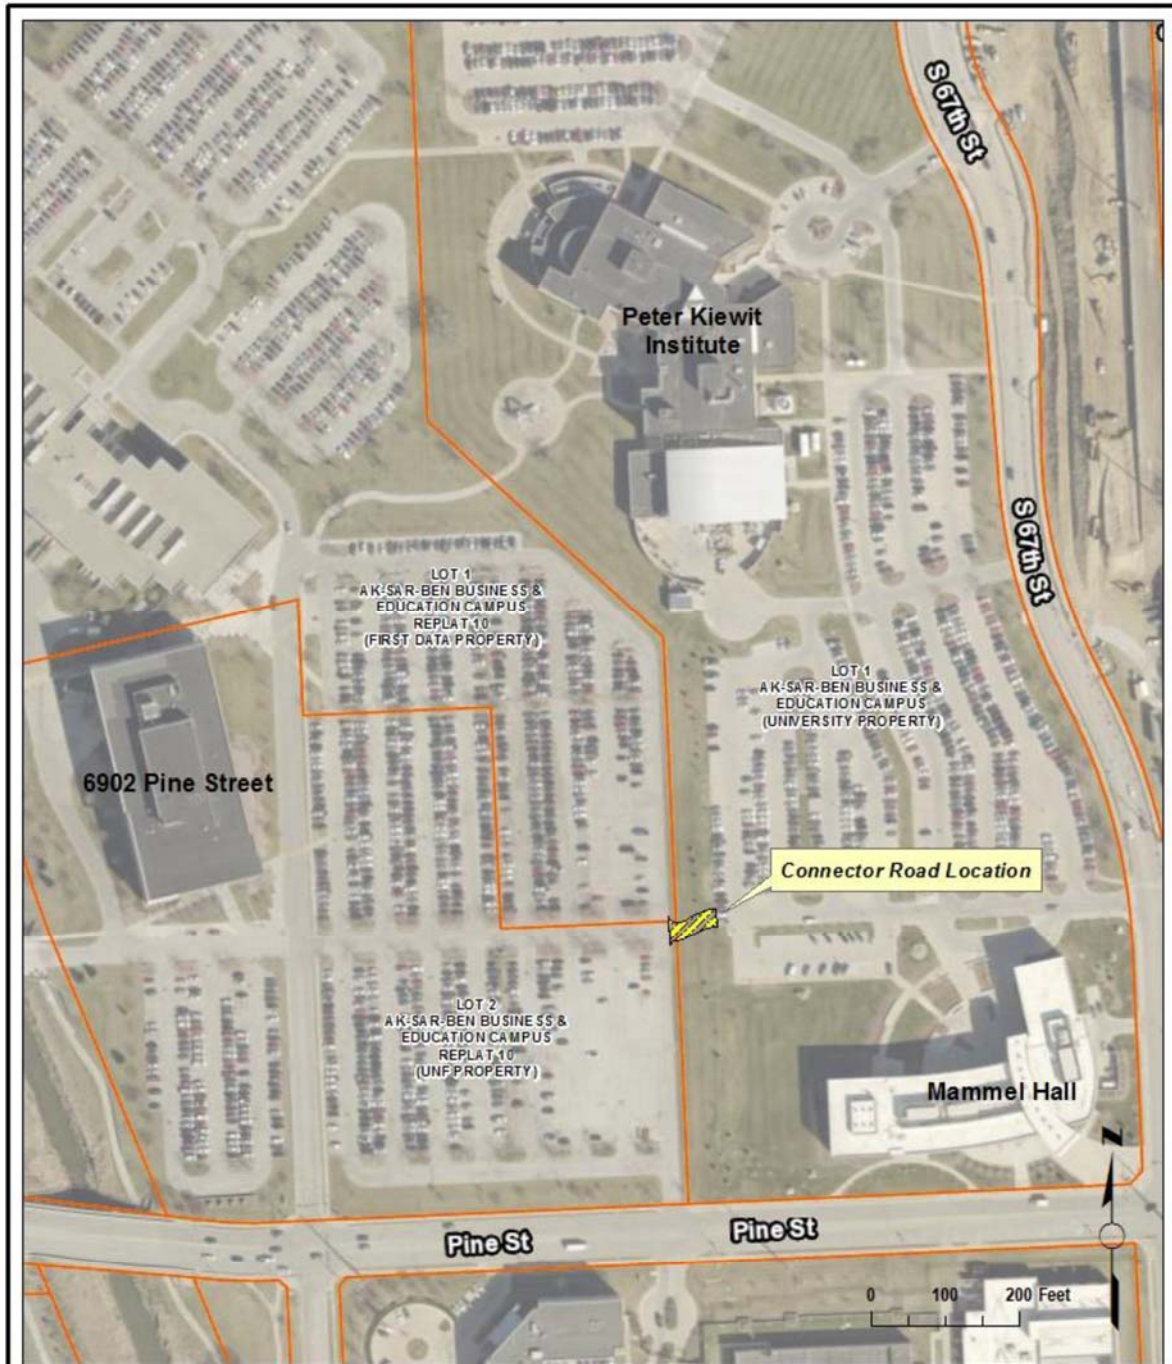 S 67th St
Peter Kiewit
Institute
S 67th St
LOT 1
AK-SAR-BEN BUSINESS &
EDUCATION CAMPUS
REPLAT 10
(FIRST DATA PROPERTY)
LOT 1
AK-SAR-BEN BUSINESS &
EDUCATION CAMPUS
(UNIVERSITY PROPERTY)
6902 Pine Street
Connector Road Location
LOT 2
AK-SAR-BEN BUSINESS &
EDUCATION CAMPUS
REPLAT 10
(UNF PROPERTY)
Mammel Hall
N
Pine St
Pine St
0 100 200 Feet